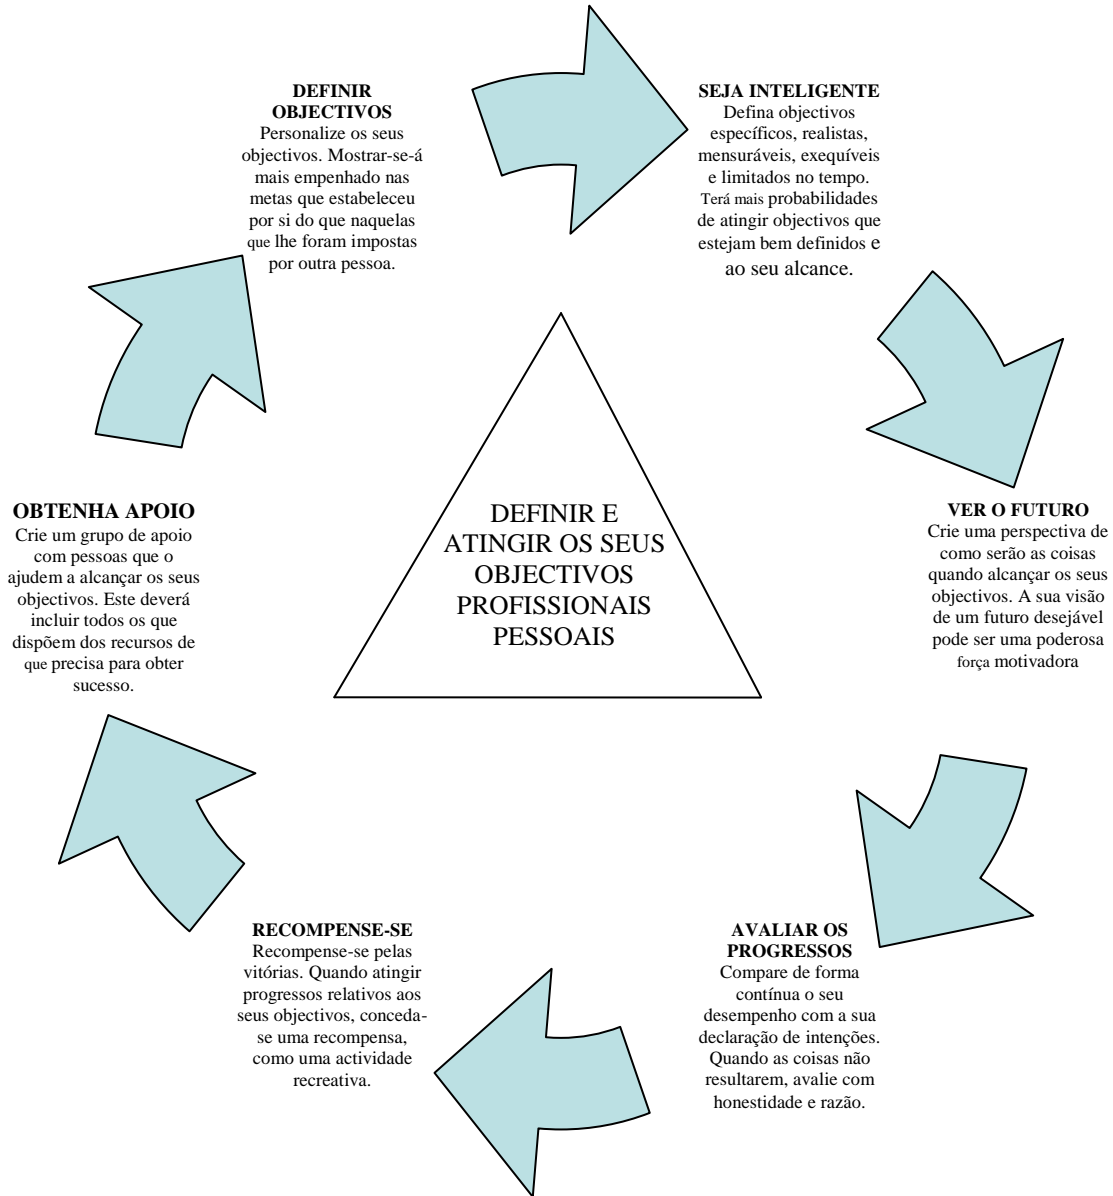 DEFINIR
OBJECTIVOS
Personalize os seus
objectivos. Mostrar-se-á
mais empenhado nas
metas que estabeleceu
por si do que naquelas
que lhe foram impostas
por outra pessoa.
SEJA INTELIGENTE
Defina objectivos
específicos, realistas,
mensuráveis, exequíveis
e limitados no tempo.
Terá mais probabilidades
de atingir objectivos que
estejam bem definidos e
ao seu alcance.
VER O FUTURO
Crie uma perspectiva de
como serão as coisas
quando alcançar os seus
objectivos. A sua visão
de um futuro desejável
pode ser uma poderosa
força motivadora
AVALIAR OS
PROGRESSOS
Compare de forma
contínua o seu
desempenho com a sua
declaração de intenções.
Quando as coisas não
resultarem, avalie com
honestidade e razão.
RECOMPENSE-SE
Recompense-se pelas
vitórias. Quando atingir
progressos relativos aos
seus objectivos, conceda-
se uma recompensa,
como uma actividade
recreativa.
OBTENHA APOIO
Crie um grupo de apoio
com pessoas que o
ajudem a alcançar os seus
objectivos. Este deverá
incluir todos os que
dispõem dos recursos de
que precisa para obter
sucesso.
DEFINIR E
ATINGIR OS SEUS
OBJECTIVOS
PROFISSIONAIS
PESSOAIS